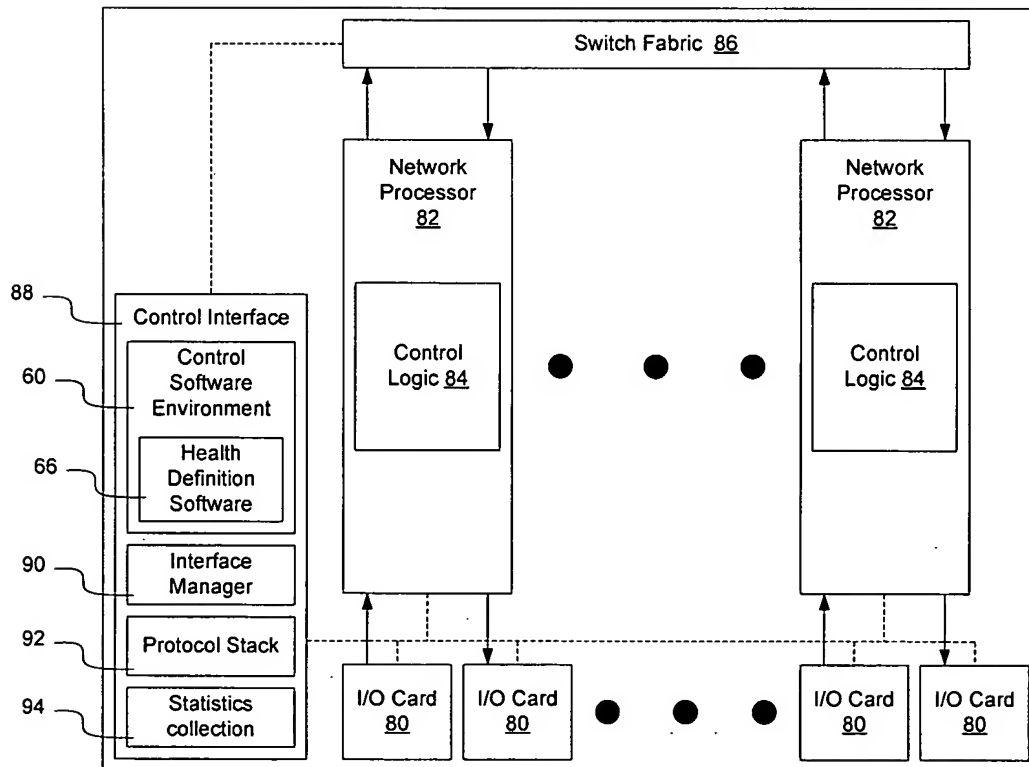 Switch Fabric 86
Network
Processor
82
Control
Logic 84
Network
Processor
82
Control
Logic 84
88
Control Interface
60
Control
Software
Environment
66
Health
Definition
Software
90
Interface
Manager
92
Protocol Stack
94
Statistics
collection
I/O Card
80
I/O Card
80
I/O Card
80
I/O Card
80